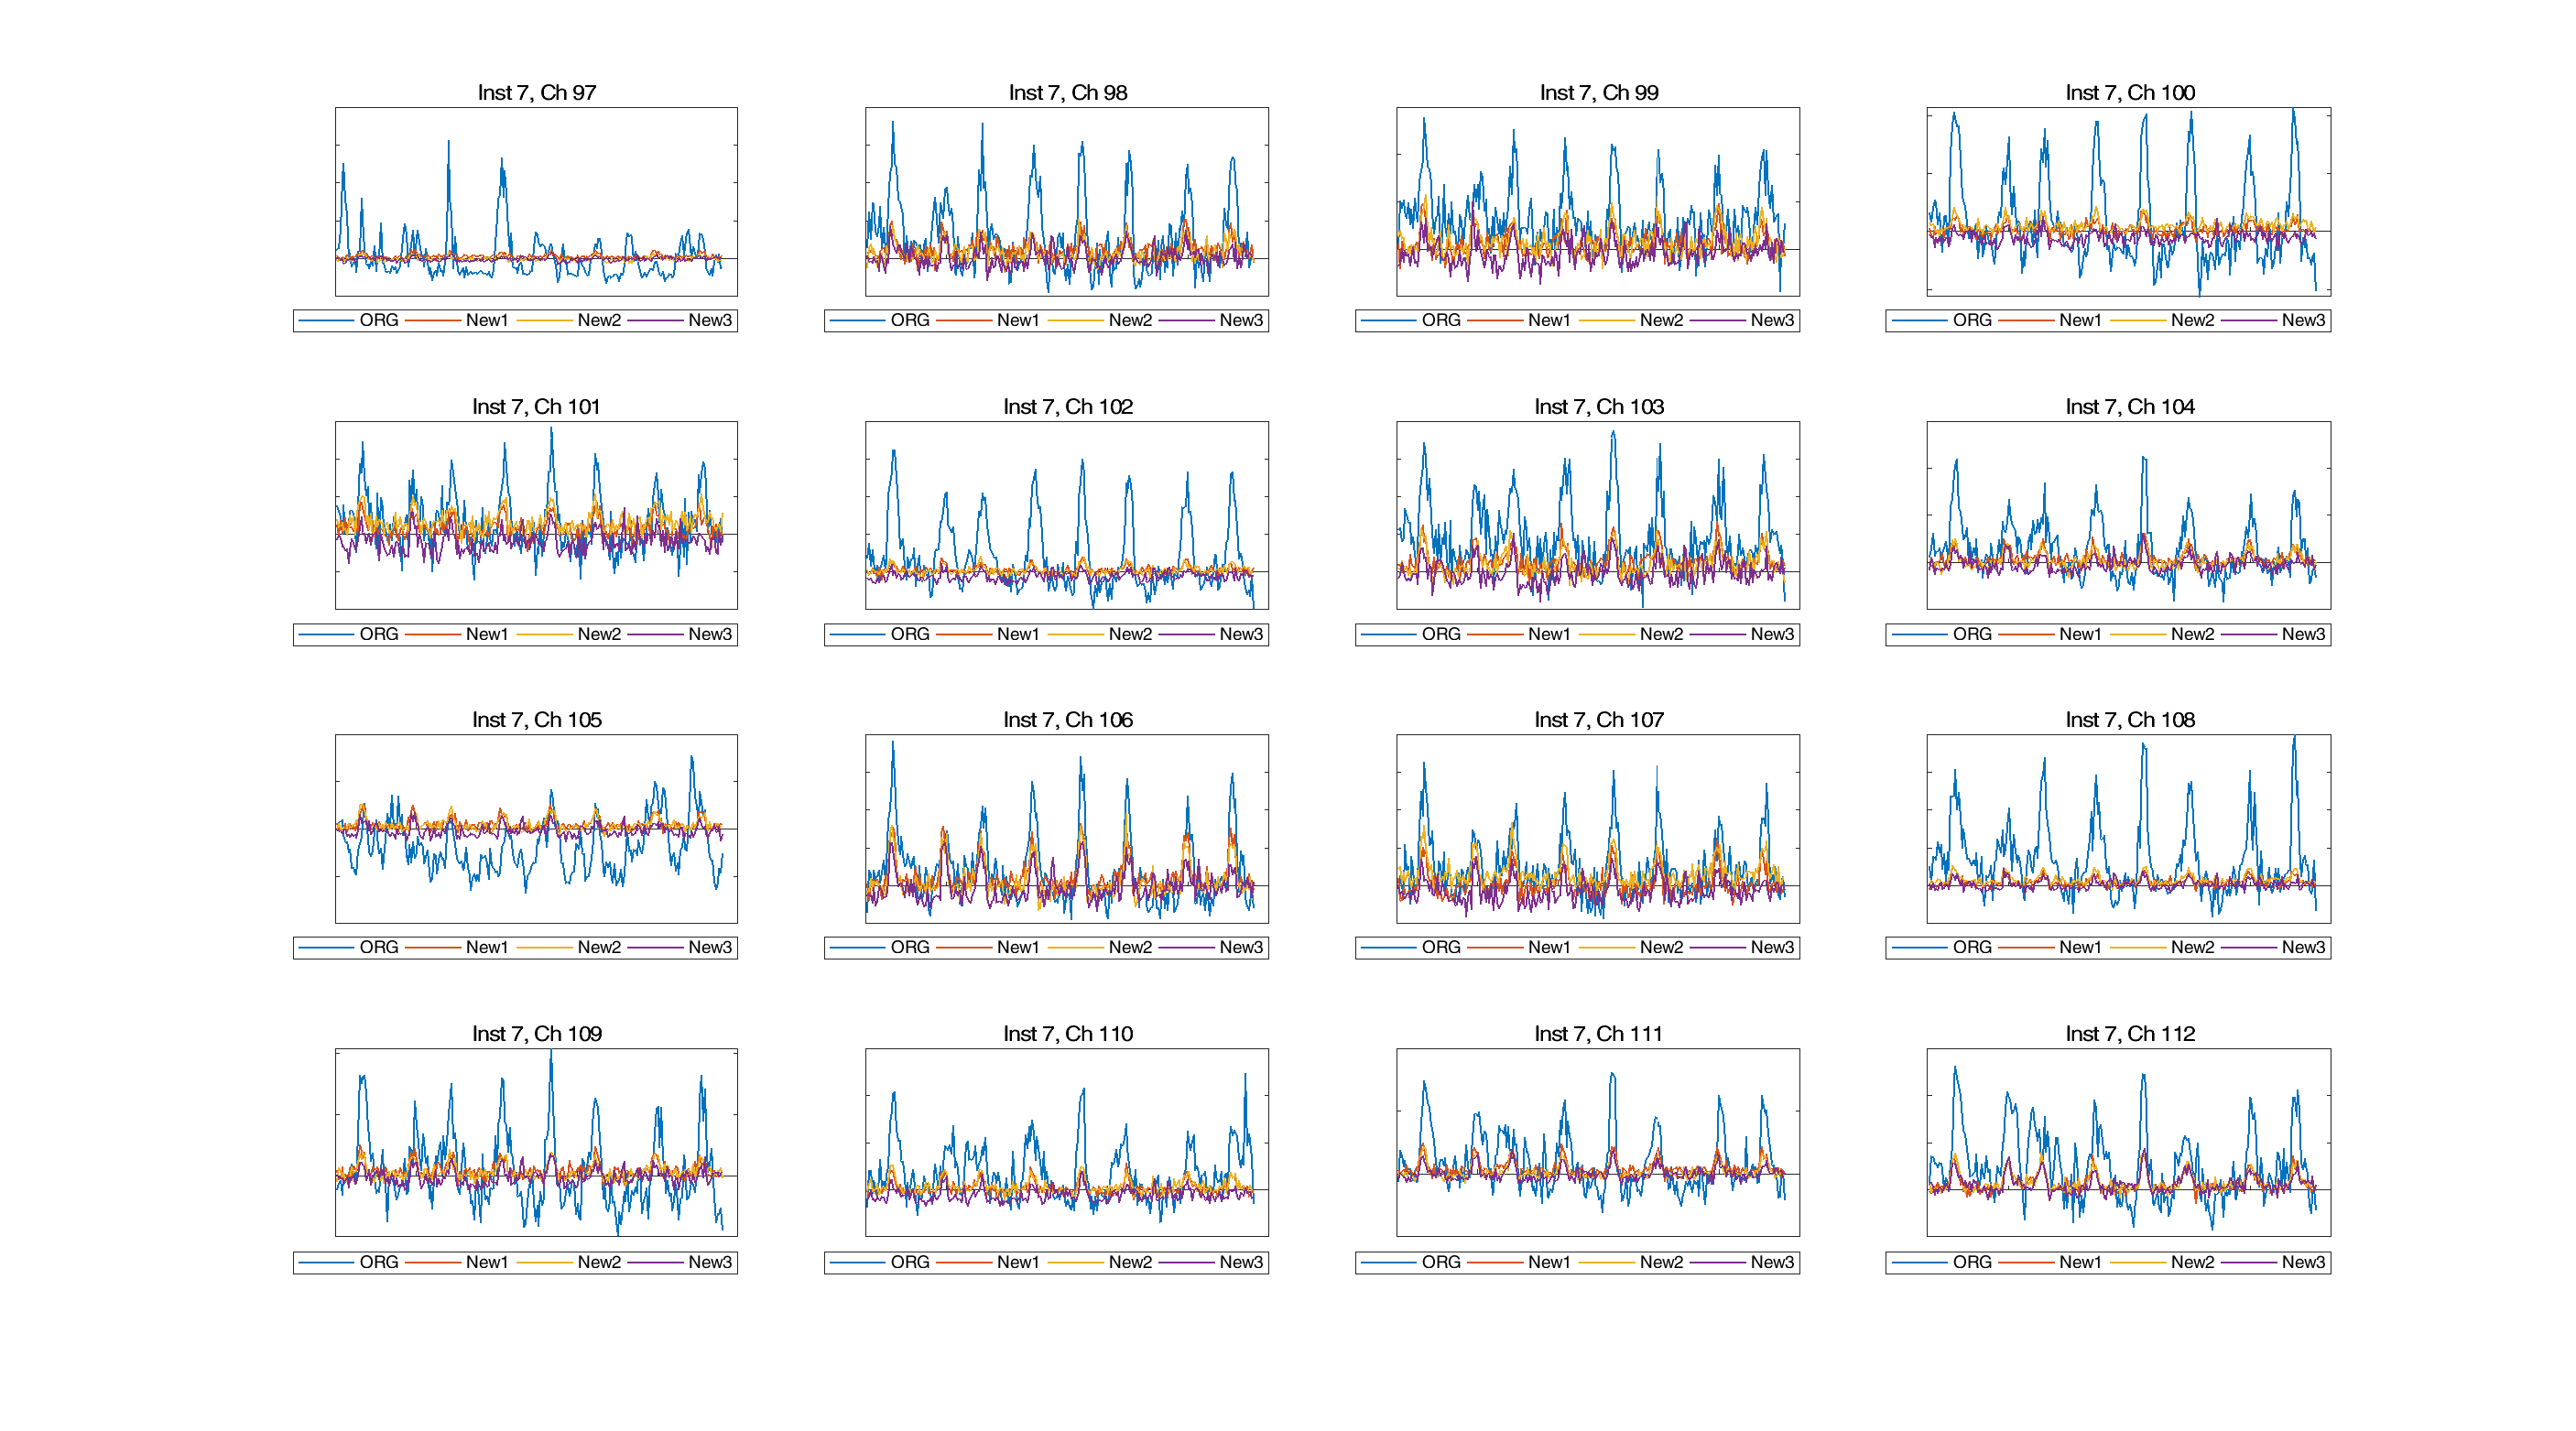 Inst 7, Ch 97
ORG New1 New2 New3
Inst 7, Ch 98
ORG New1 New2 New3
Inst 7, Ch 99
ORG New1 New2 New3
Inst 7, Ch 100
ORG New1 New2 New3
Inst 7, Ch 101
ORG New1 New2 New3
Inst 7, Ch 102
ORG New1 New2 New3
Inst 7, Ch 103
ORG New1 New2 New3
Inst 7, Ch 104
ORG New1 New2 New3
Inst 7, Ch 105
ORG New1 New2 New3
Inst 7, Ch 106
ORG New1 New2 New3
Inst 7, Ch 107
ORG New1 New2 New3
Inst 7, Ch 108
ORG New1 New2 New3
Inst 7, Ch 109
ORG New1 New2 New3
Inst 7, Ch 110
ORG New1 New2 New3
Inst 7, Ch 111
ORG New1 New2 New3
Inst 7, Ch 112
ORG New1 New2 New3